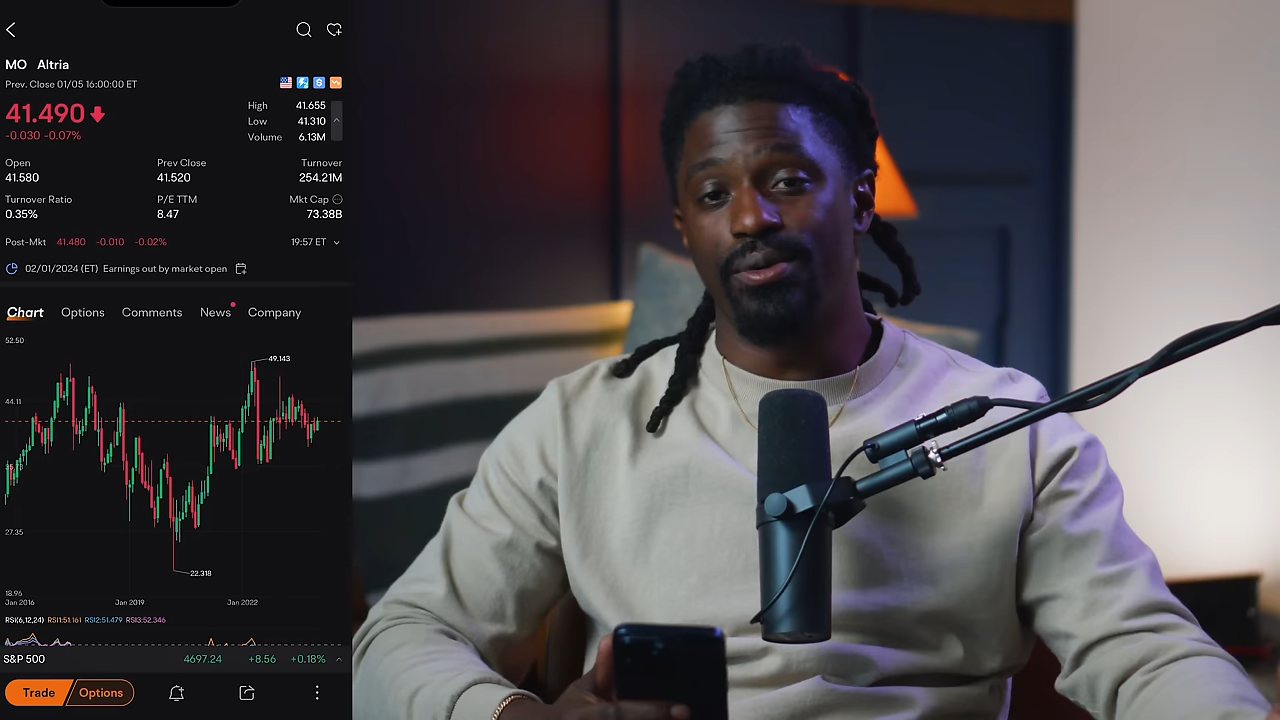 MO Altria
Prev. Close 01/05 16:00:00 ET
41.490
-0.030 -0.07%
High 41.655
Low 41.310
Volume 6.13M
Open Prev Close Turnover
41.580 41.520 254.21M
Turnover Ratio P/E TTM Mkt Cap
0.35% 8.47 73.38B
Post-Mkt 41.480 -0.010 -0.02% 19:57 ET
02/01/2024 (ET) Earnings out by market open
Chart Options Comments News Company
52.50
49.143
44.11
27.35
22.318
18.96
Jan 2016 Jan 2019 Jan 2022
RSI(6,12,24) RSI1:51.161 RSI2:51.479 RSI3:52.346
S&P 500 4697.24 +8.56 +0.18%
Trade Options